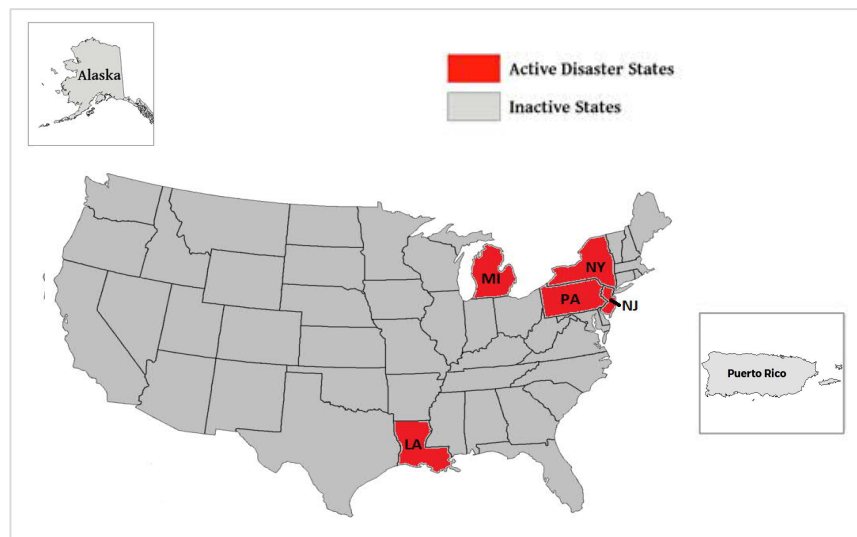 Alaska
Active Disaster States
Inactive States
MI
NY
PA
NJ
Puerto Rico
LA